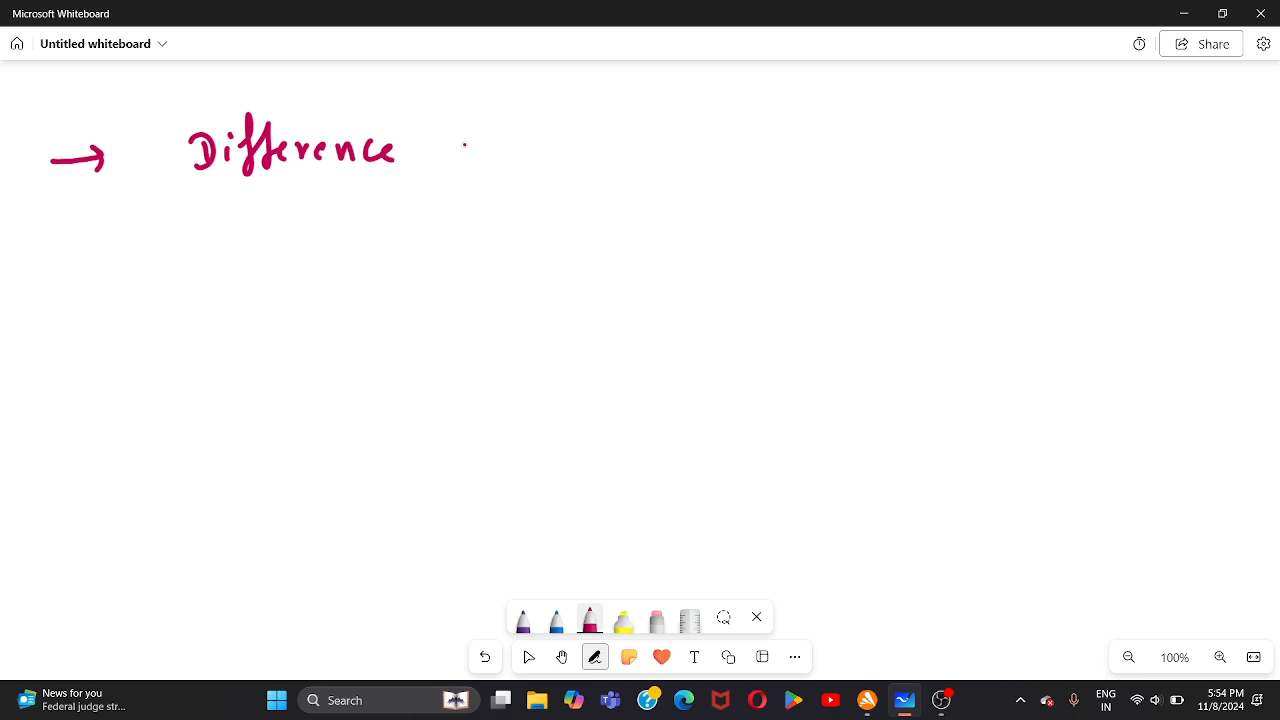 Microsoft Whiteboard
Untitled whiteboard
Share
→ Difference
100%
News for you
Federal judge str...
Search
ENG
IN
5:54 PM
11/8/2024